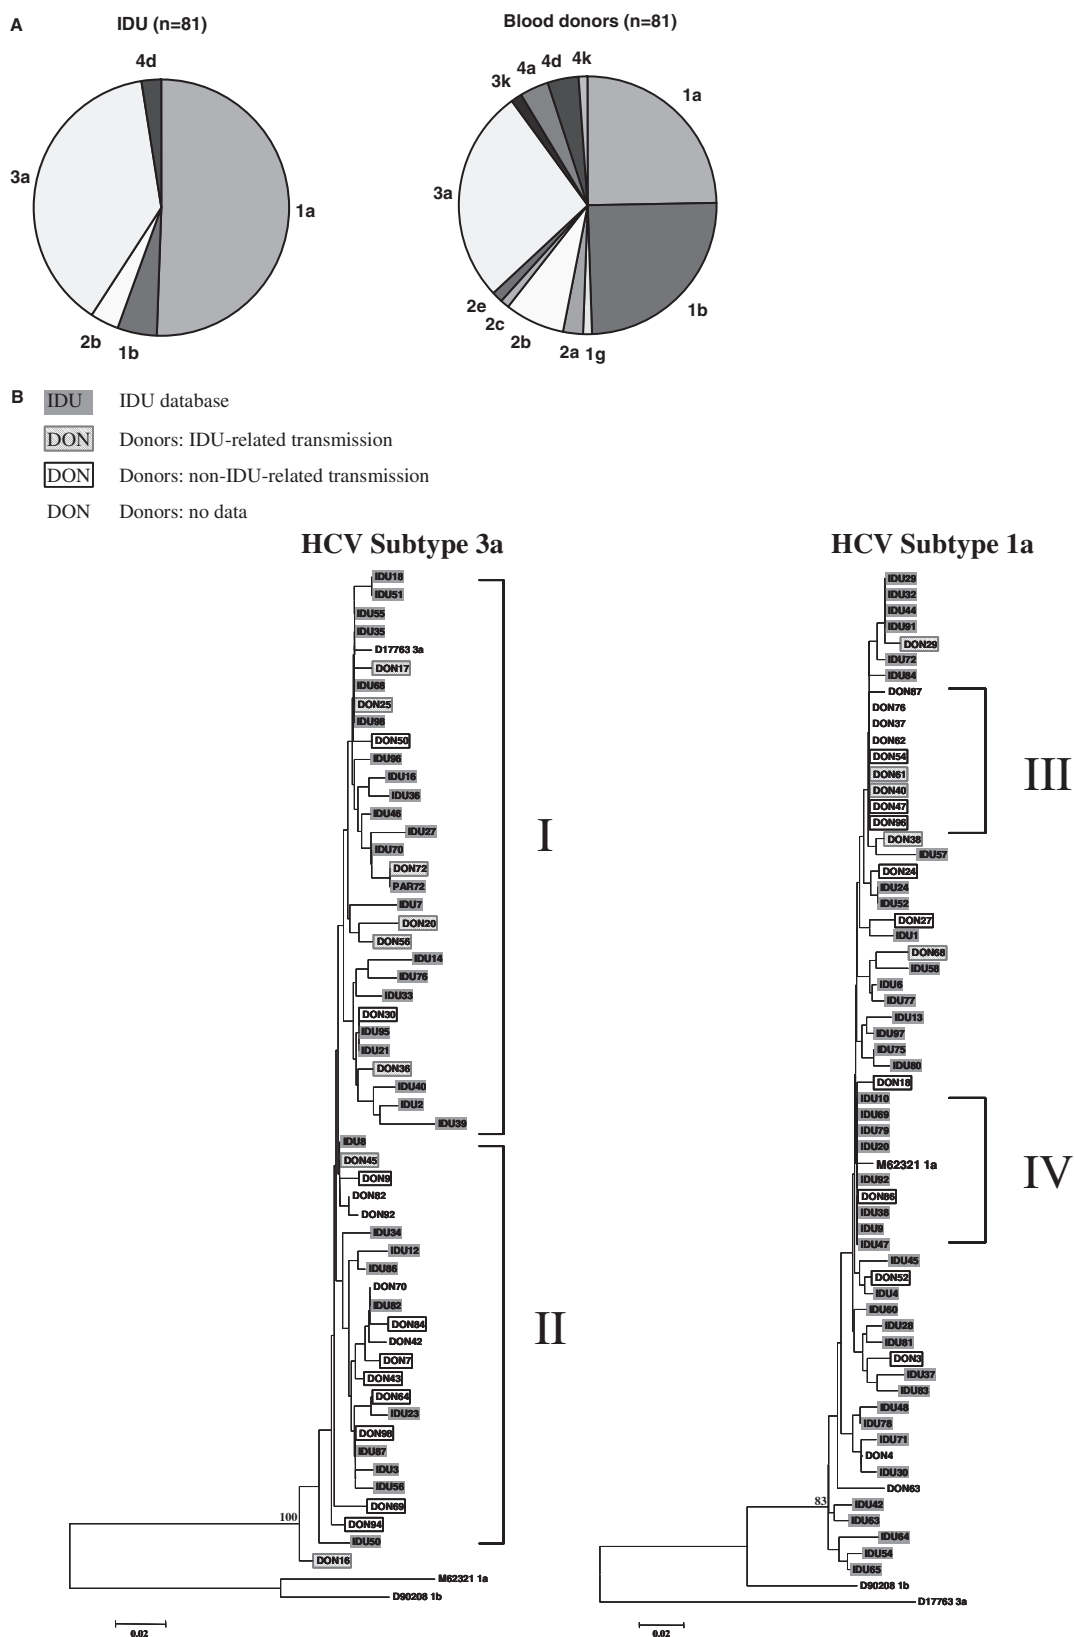 A
IDU (n=81)
4d
3a
1a
2b
1b
Blood donors (n=81)
4k
4d
4a
3k
1a
3a
1b
2e
2c
2b
2a
1g
B
IDU IDU database
DON Donors: IDU-related transmission
DON Donors: non-IDU-related transmission
DON Donors: no data
HCV Subtype 3a
IDU18
IDU51
IDU55
IDU35
D17763 3a
DON17
IDU68
DON25
IDU98
DON50
IDU96
IDU16
IDU36
IDU46
IDU27
IDU70
DON72
PAR72
IDU7
DON20
DON56
IDU14
IDU76
IDU33
DON30
IDU95
IDU21
DON36
IDU40
IDU2
IDU39
I
IDU8
DON45
DON9
DON82
DON92
IDU34
IDU12
IDU86
DON70
IDU82
DON84
DON42
DON7
DON43
DON64
IDU23
DON98
IDU87
IDU3
IDU56
DON69
DON94
IDU50
DON16
II
100
M62321 1a
D90208 1b
0.02
HCV Subtype 1a
IDU29
IDU32
IDU44
IDU91
DON29
IDU72
IDU84
DON87
DON76
DON37
DON62
DON54
DON61
DON40
DON47
DON96
III
DON38
IDU57
DON24
IDU24
IDU52
DON27
IDU1
DON68
IDU58
IDU6
IDU77
IDU13
IDU97
IDU75
IDU80
DON18
IDU10
IDU69
IDU79
IDU20
M62321 1a
IDU92
DON86
IDU38
IDU9
IDU47
IV
IDU45
DON52
IDU4
IDU60
IDU28
IDU81
DON3
IDU37
IDU83
IDU48
IDU78
IDU71
DON4
IDU30
DON63
83
IDU42
IDU63
IDU64
IDU54
IDU65
D90208 1b
D17763 3a
0.02